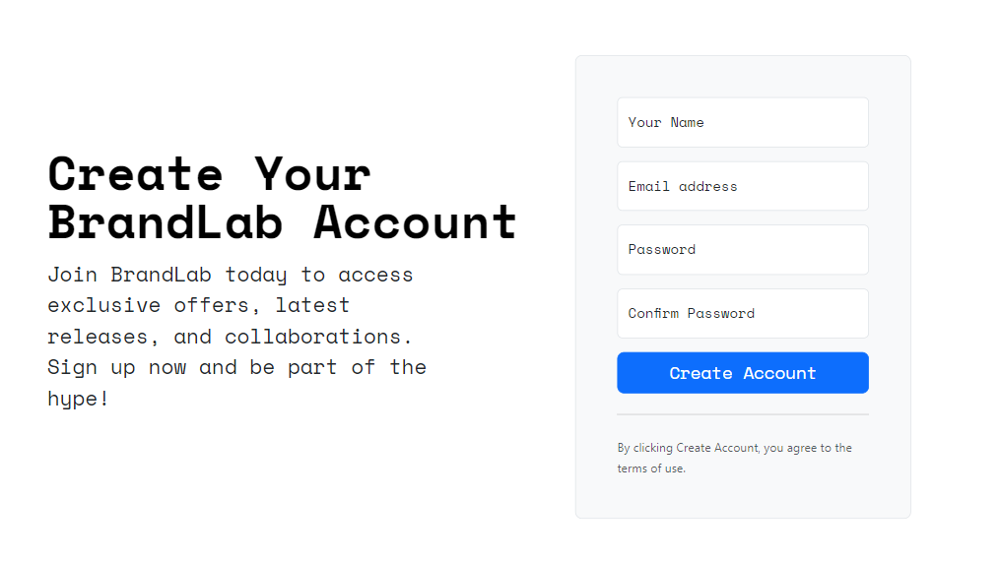 Create Your
BrandLab Account
Join BrandLab today to access
exclusive offers, latest
releases, and collaborations.
Sign up now and be part of the
hype!
Your Name
Email address
Password
Confirm Password
Create Account
By clicking Create Account, you agree to the
terms of use.